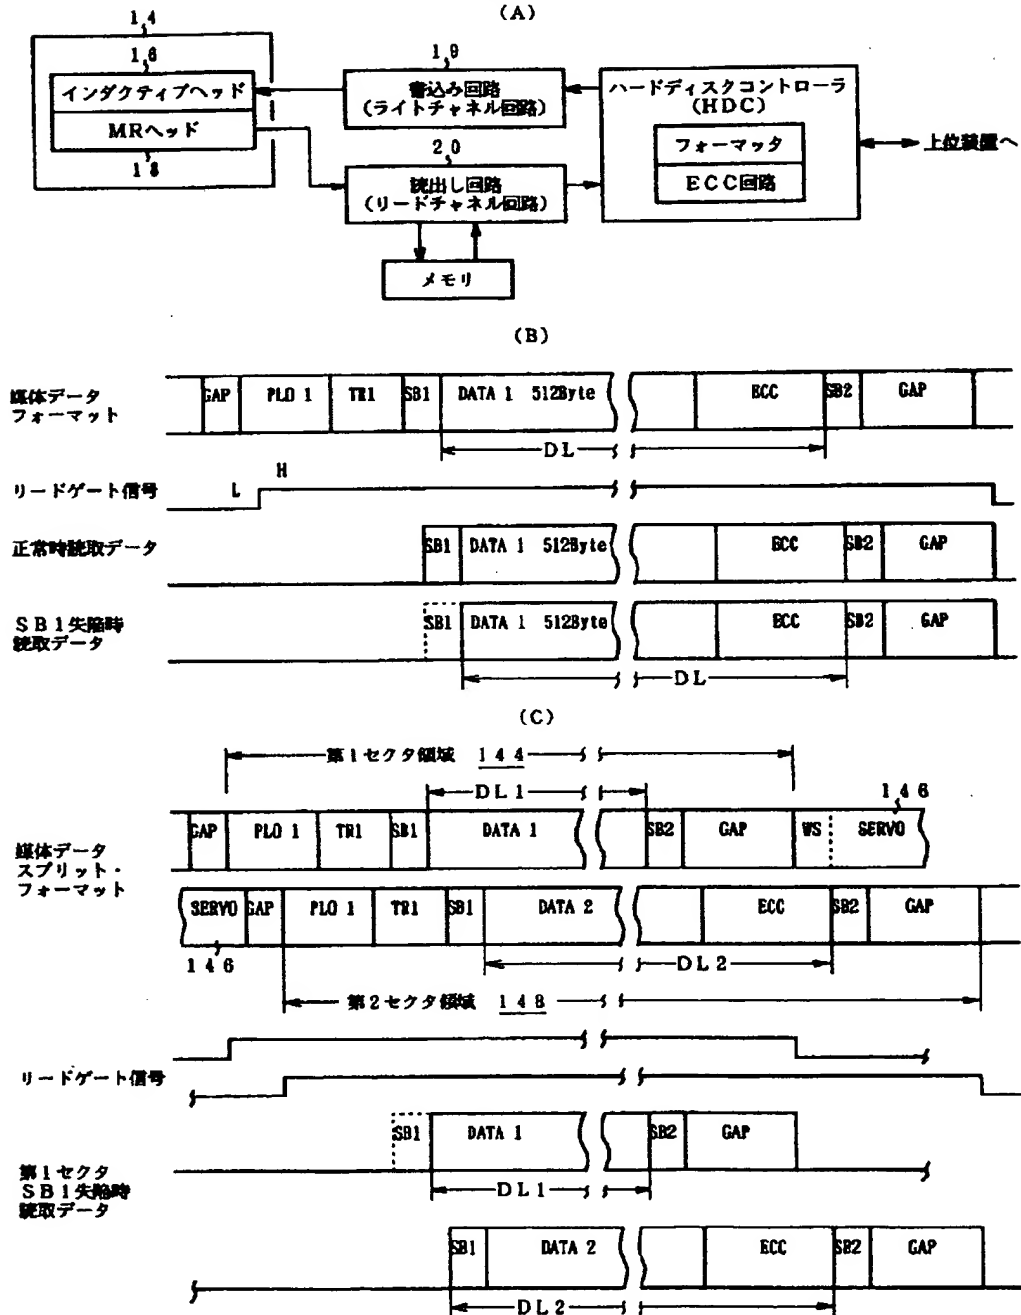 (A)
14
16
インダクティブヘッド
MRヘッド
18
19
書込み回路
(ライトチャネル回路)
20
読出し回路
(リードチャネル回路)
メモリ
ハードディスクコントローラ
(HDC)
フォーマッタ
ECC回路
上位装置へ
(B)
媒体データ
フォーマット
GAP PLO 1 TR1 SB1 DATA 1 512Byte ECC SB2 GAP
DL
リードゲート信号
L H
正常時読取データ
SB1 DATA 1 512Byte ECC SB2 GAP
SB1失陥時
読取データ
SB1 DATA 1 512Byte ECC SB2 GAP
DL
(C)
第1セクタ領域 144
DL1
146
媒体データ
スプリット・
フォーマット
GAP PLO 1 TR1 SB1 DATA 1 SB2 GAP WS SERVO
SERVO GAP PLO 1 TR1 SB1 DATA 2 ECC SB2 GAP
146
DL2
第2セクタ領域 148
リードゲート信号
第1セクタ
SB1失陥時
読取データ
SB1 DATA 1 SB2 GAP
DL1
SB1 DATA 2 ECC SB2 GAP
DL2